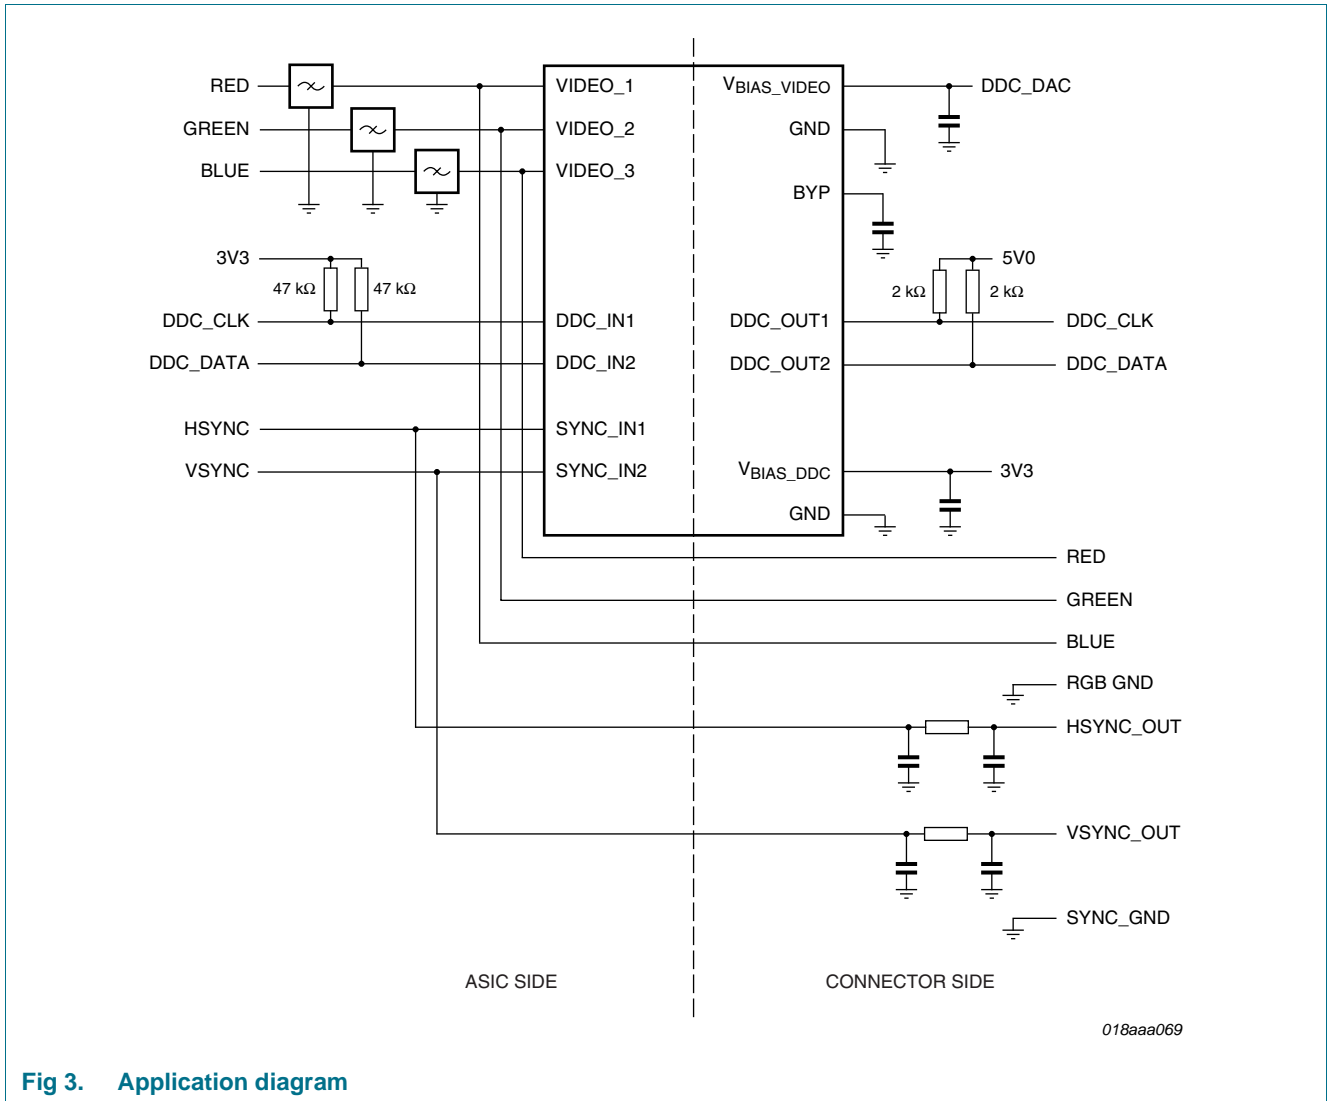 RED
VIDEO_1
VBIAS_VIDEO
DDC_DAC
GREEN
VIDEO_2
GND
BLUE
VIDEO_3
BYP
3V3
5V0
47 kΩ
47 kΩ
2 kΩ
2 kΩ
DDC_CLK
DDC_IN1
DDC_OUT1
DDC_CLK
DDC_DATA
DDC_IN2
DDC_OUT2
DDC_DATA
HSYNC
SYNC_IN1
VSYNC
SYNC_IN2
VBIAS_DDC
3V3
GND
RED
GREEN
BLUE
RGB GND
HSYNC_OUT
VSYNC_OUT
SYNC_GND
ASIC SIDE
CONNECTOR SIDE
018aaa069
Fig 3. Application diagram